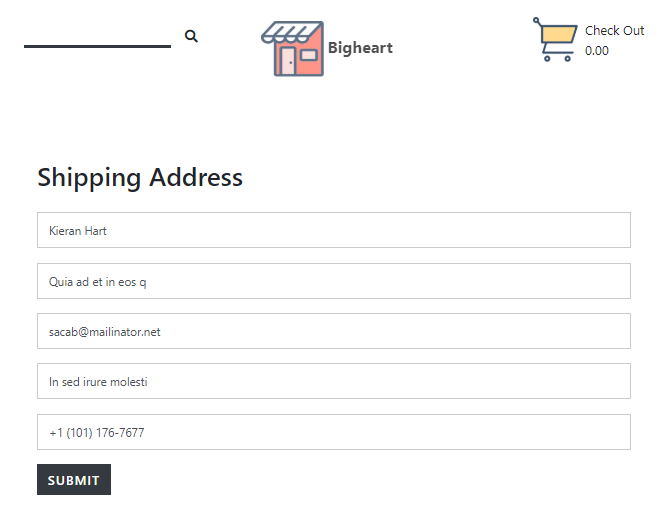 Bigheart
Check Out
0.00
Shipping Address
Kieran Hart
Quia ad et in eos q
sacab@mailinator.net
In sed irure molesti
+1 (101) 176-7677
SUBMIT